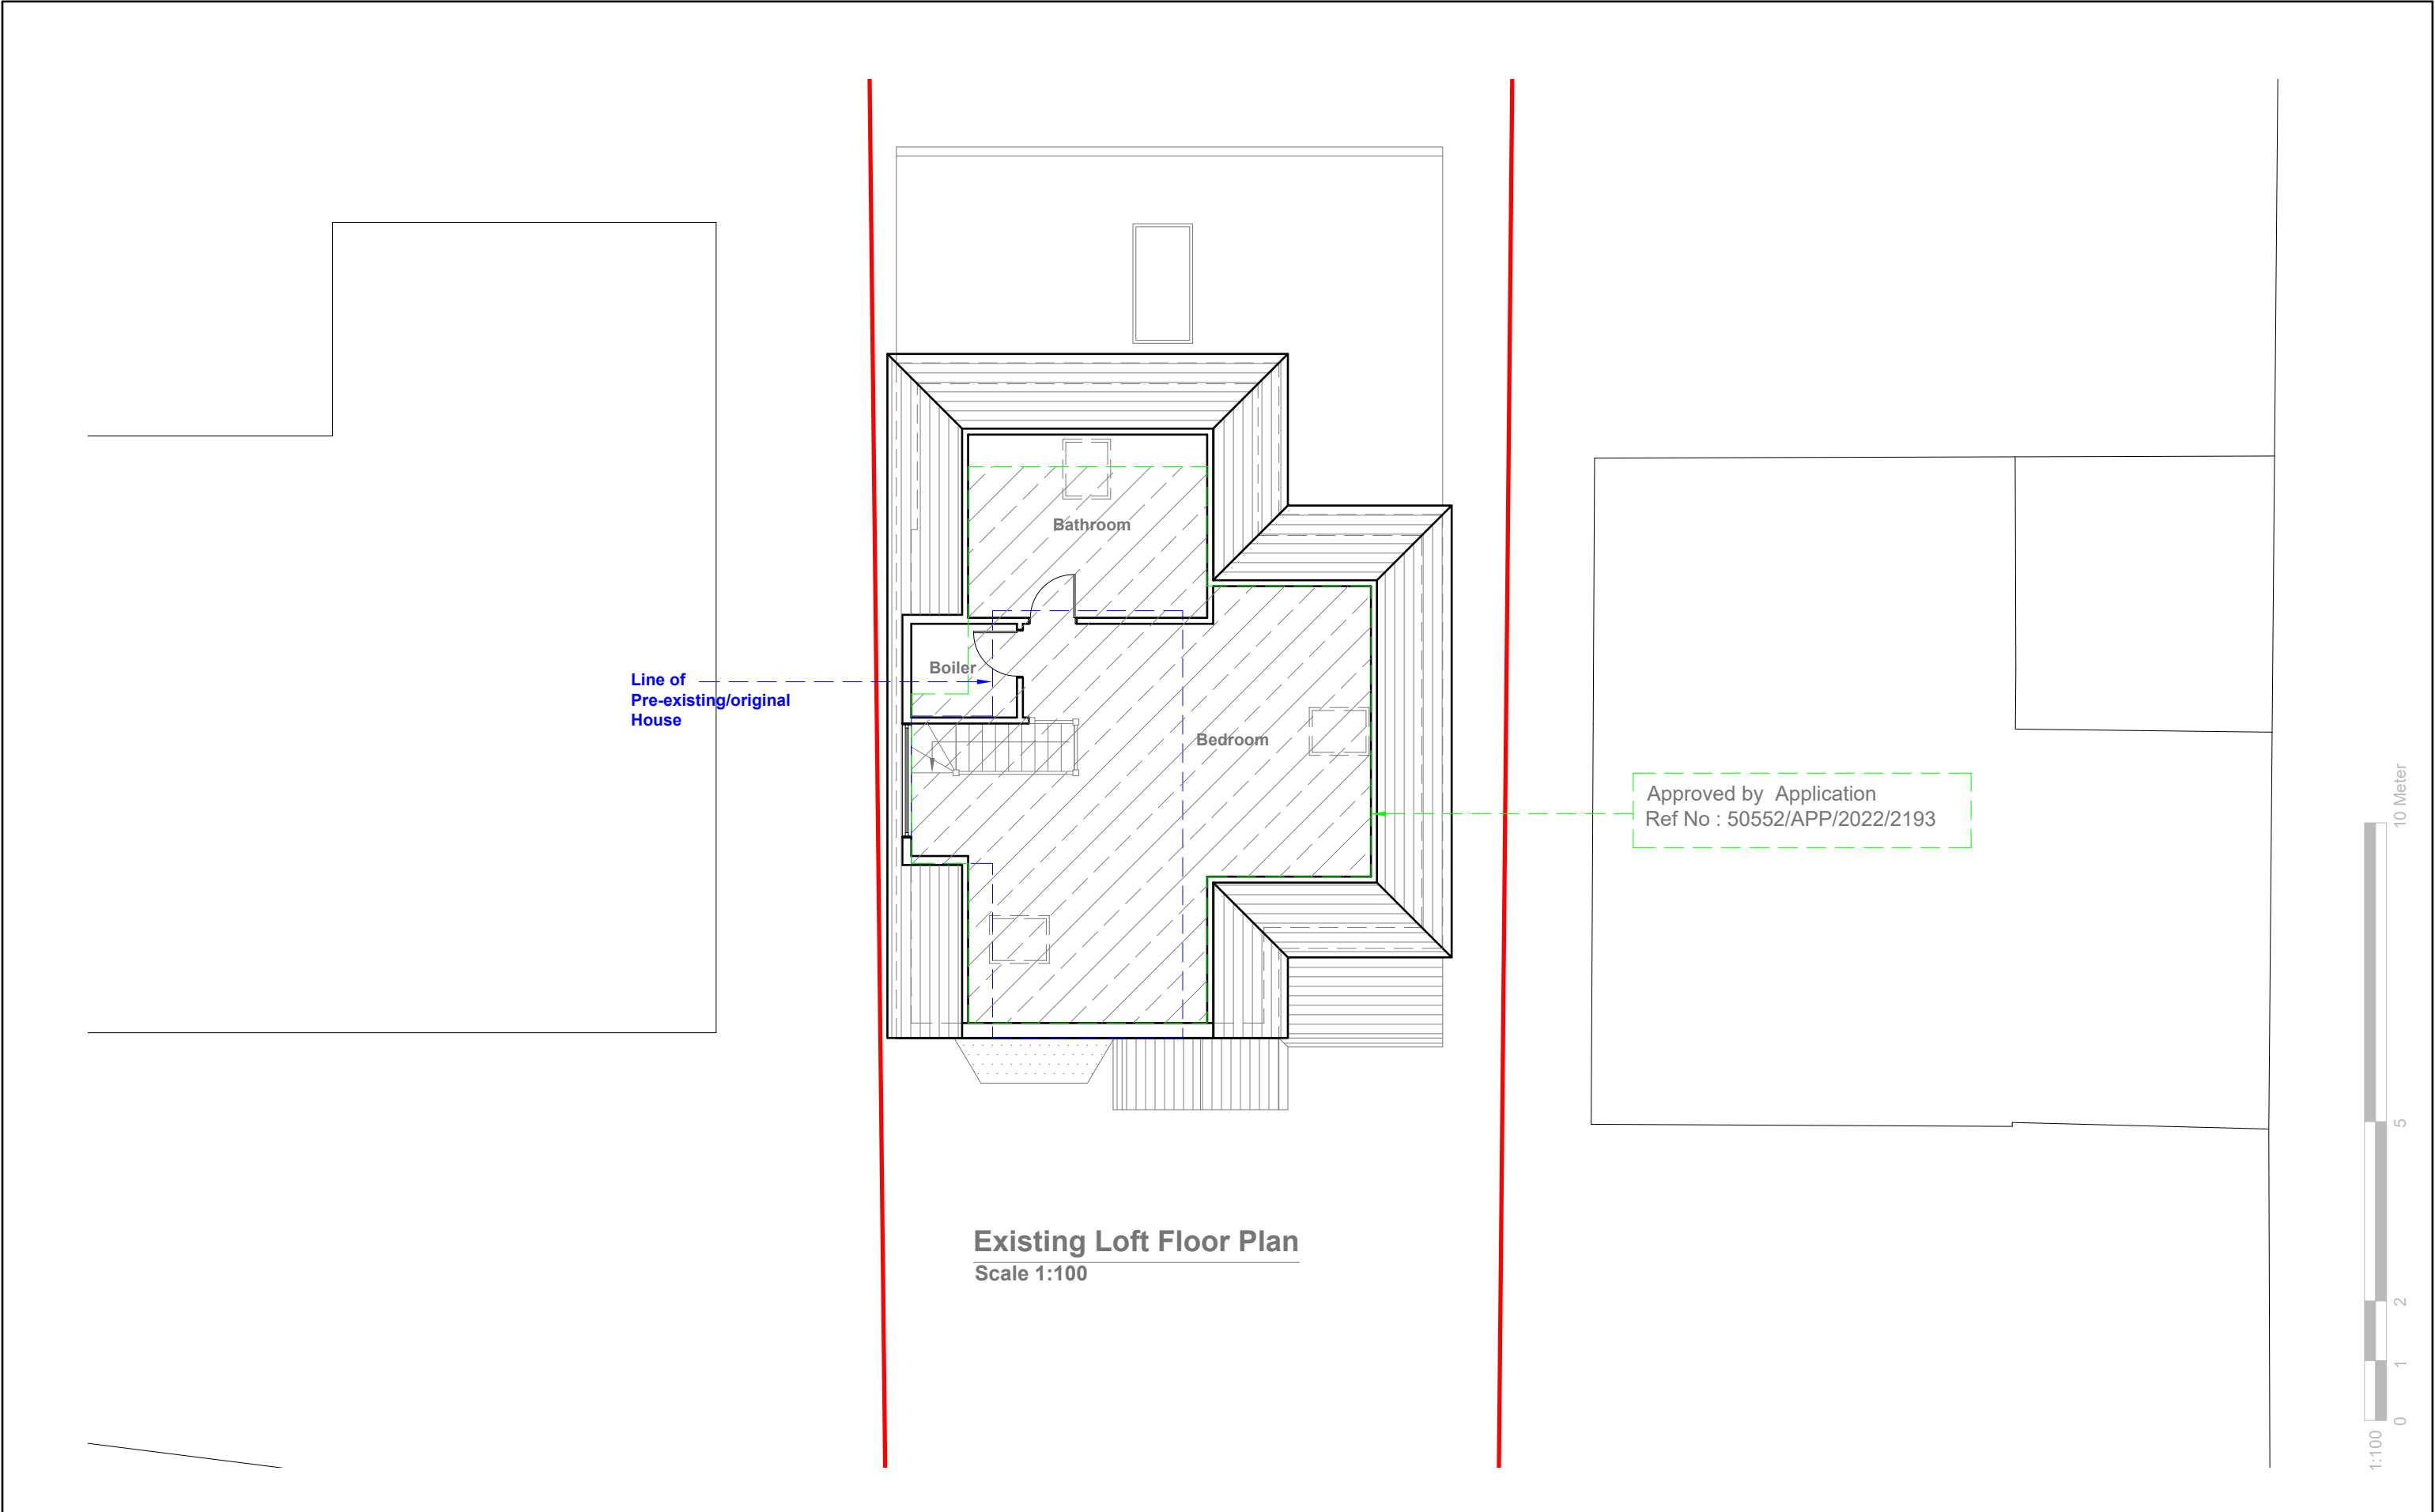 Bathroom
Boiler
Line of
Pre-existing/original
House
Bedroom
Approved by Application
Ref No : 50552/APP/2022/2193
Existing Loft Floor Plan
Scale 1:100
10 Meter
5
2
1
0
1:100